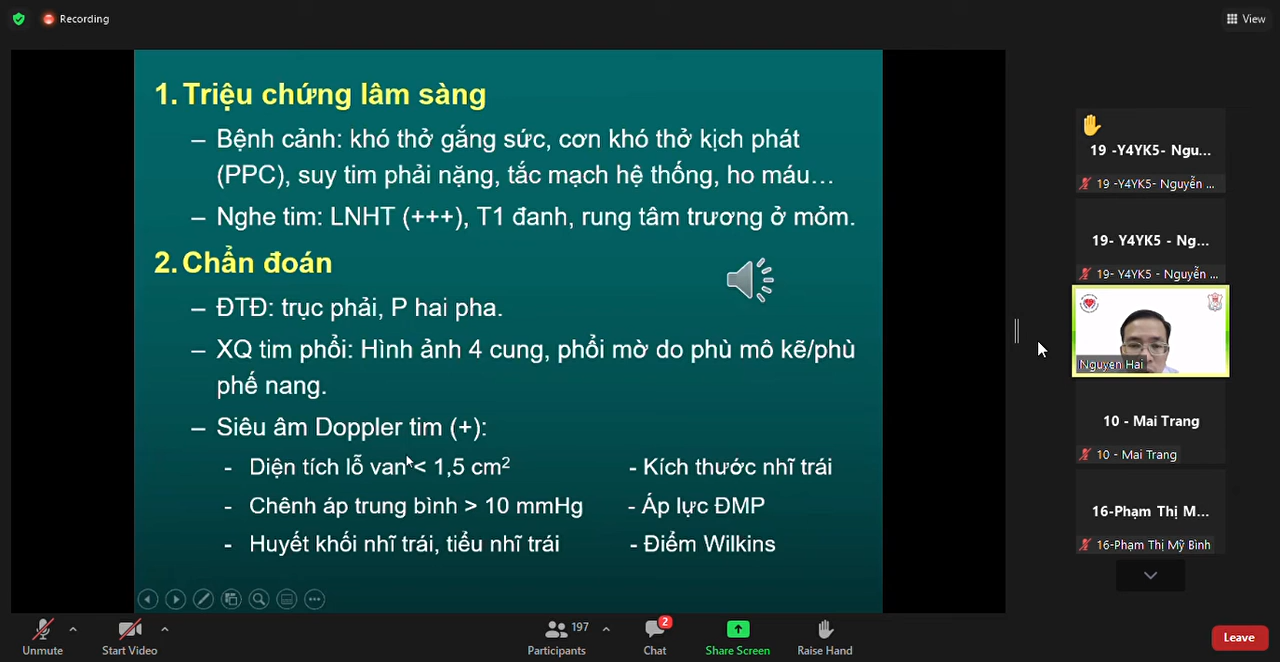 Recording
View
1. Triệu chứng lâm sàng
– Bệnh cảnh: khó thở gắng sức, cơn khó thở kịch phát
(PPC), suy tim phải nặng, tắc mạch hệ thống, ho máu…
– Nghe tim: LNHT (+++), T1 đanh, rung tâm trương ở mỏm.
2. Chẩn đoán
– ĐTĐ: trục phải, P hai pha.
– XQ tim phổi: Hình ảnh 4 cung, phổi mờ do phù mô kẽ/phù
phế nang.
– Siêu âm Doppler tim (+):
- Diện tích lỗ van < 1,5 cm²
- Kích thước nhĩ trái
- Chênh áp trung bình > 10 mmHg
- Áp lực ĐMP
- Huyết khối nhĩ trái, tiểu nhĩ trái
- Điểm Wilkins
19 -Y4YK5- Ngu...
19 -Y4YK5- Nguyễn ...
19- Y4YK5 - Ng...
19- Y4YK5 - Nguyễn ...
Nguyen Hai
10 - Mai Trang
10 - Mai Trang
16-Phạm Thị M...
16-Phạm Thị Mỹ Bình
Unmute
Start Video
197
Participants
2
Chat
Share Screen
Raise Hand
Leave